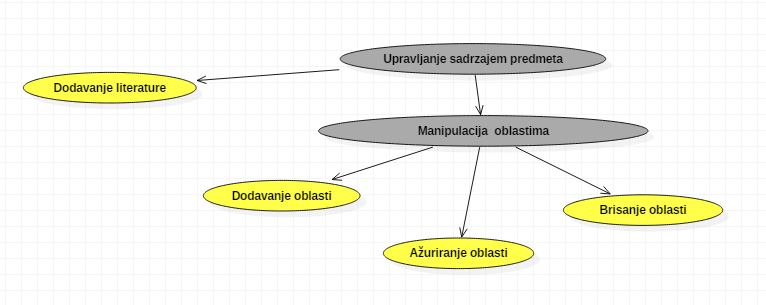 Upravljanje sadrzajem predmeta
Dodavanje literature
Manipulacija oblastima
Dodavanje oblasti
Brisanje oblasti
Ažuriranje oblasti